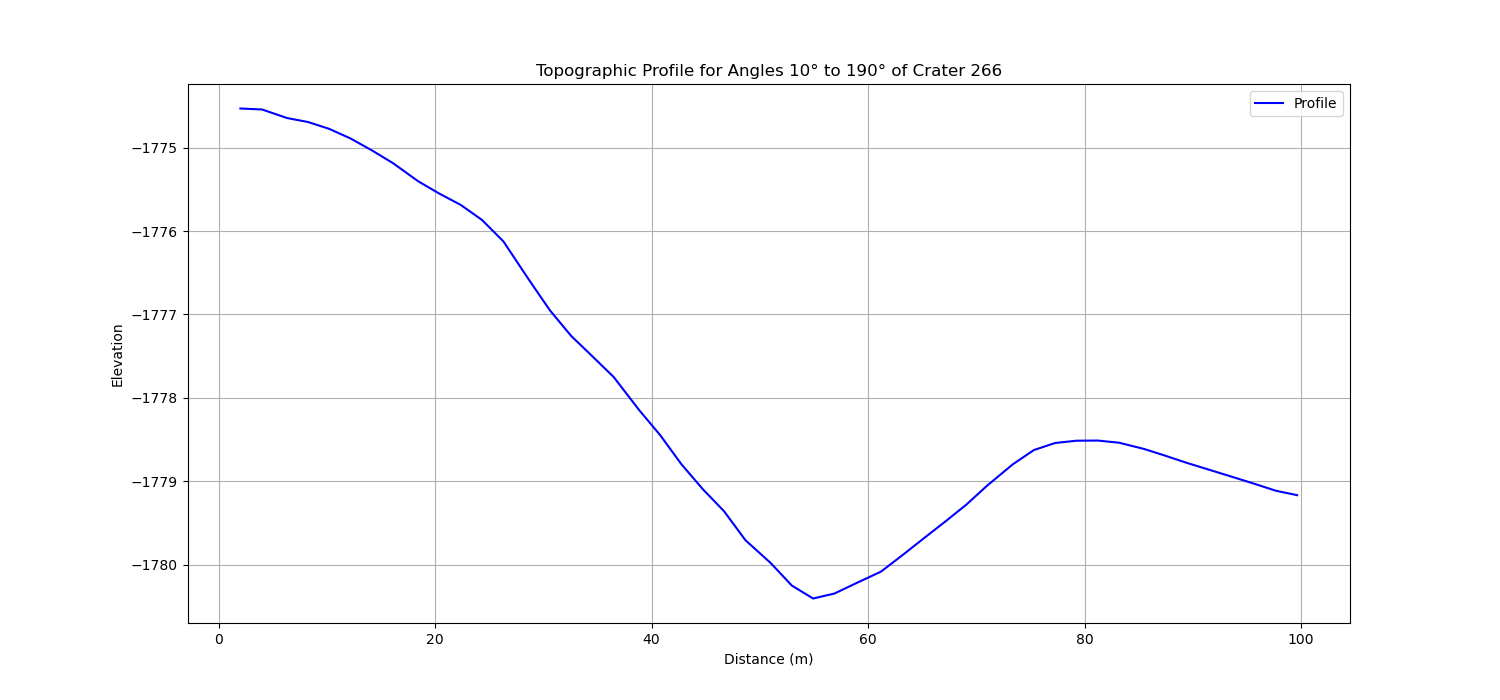 Topographic Profile for Angles 10° to 190° of Crater 266
Profile
−1775
−1776
−1777
−1778
−1779
−1780
Elevation
0 20 40 60 80 100
Distance (m)